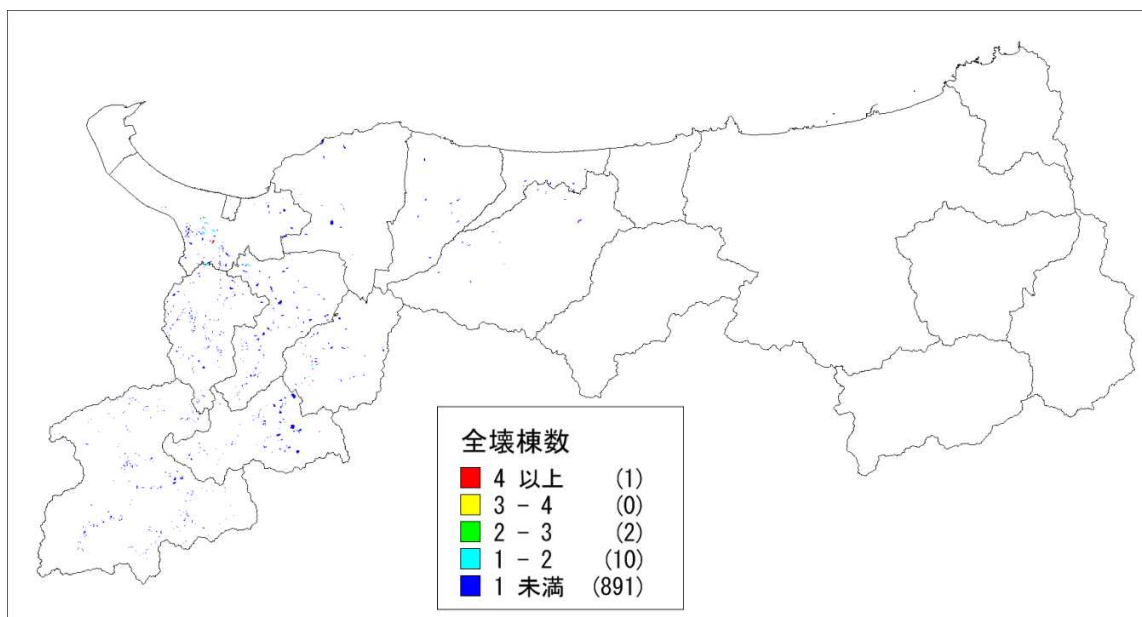 全壊棟数
4 以上 (1)
3 - 4 (0)
2 - 3 (2)
1 - 2 (10)
1 未満 (891)